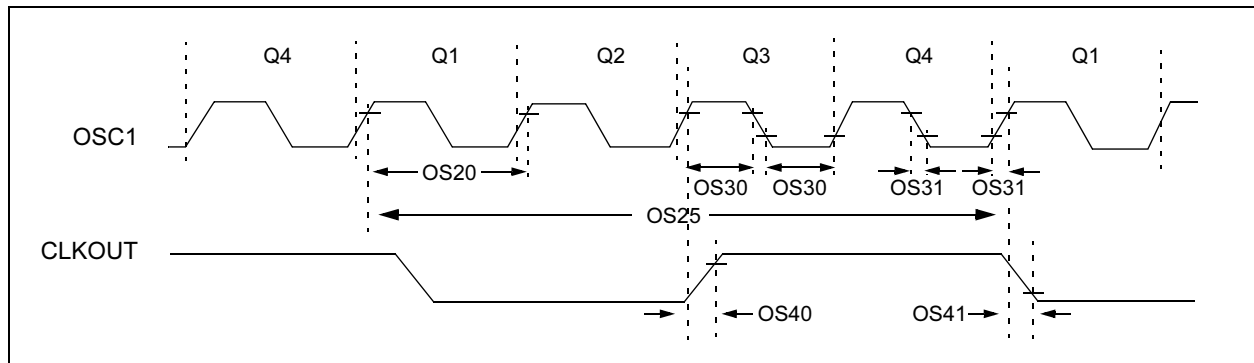 Q4 Q1 Q2 Q3 Q4 Q1
OSC1
OS20 OS30 OS30 OS31 OS31
OS25
CLKOUT
OS40 OS41